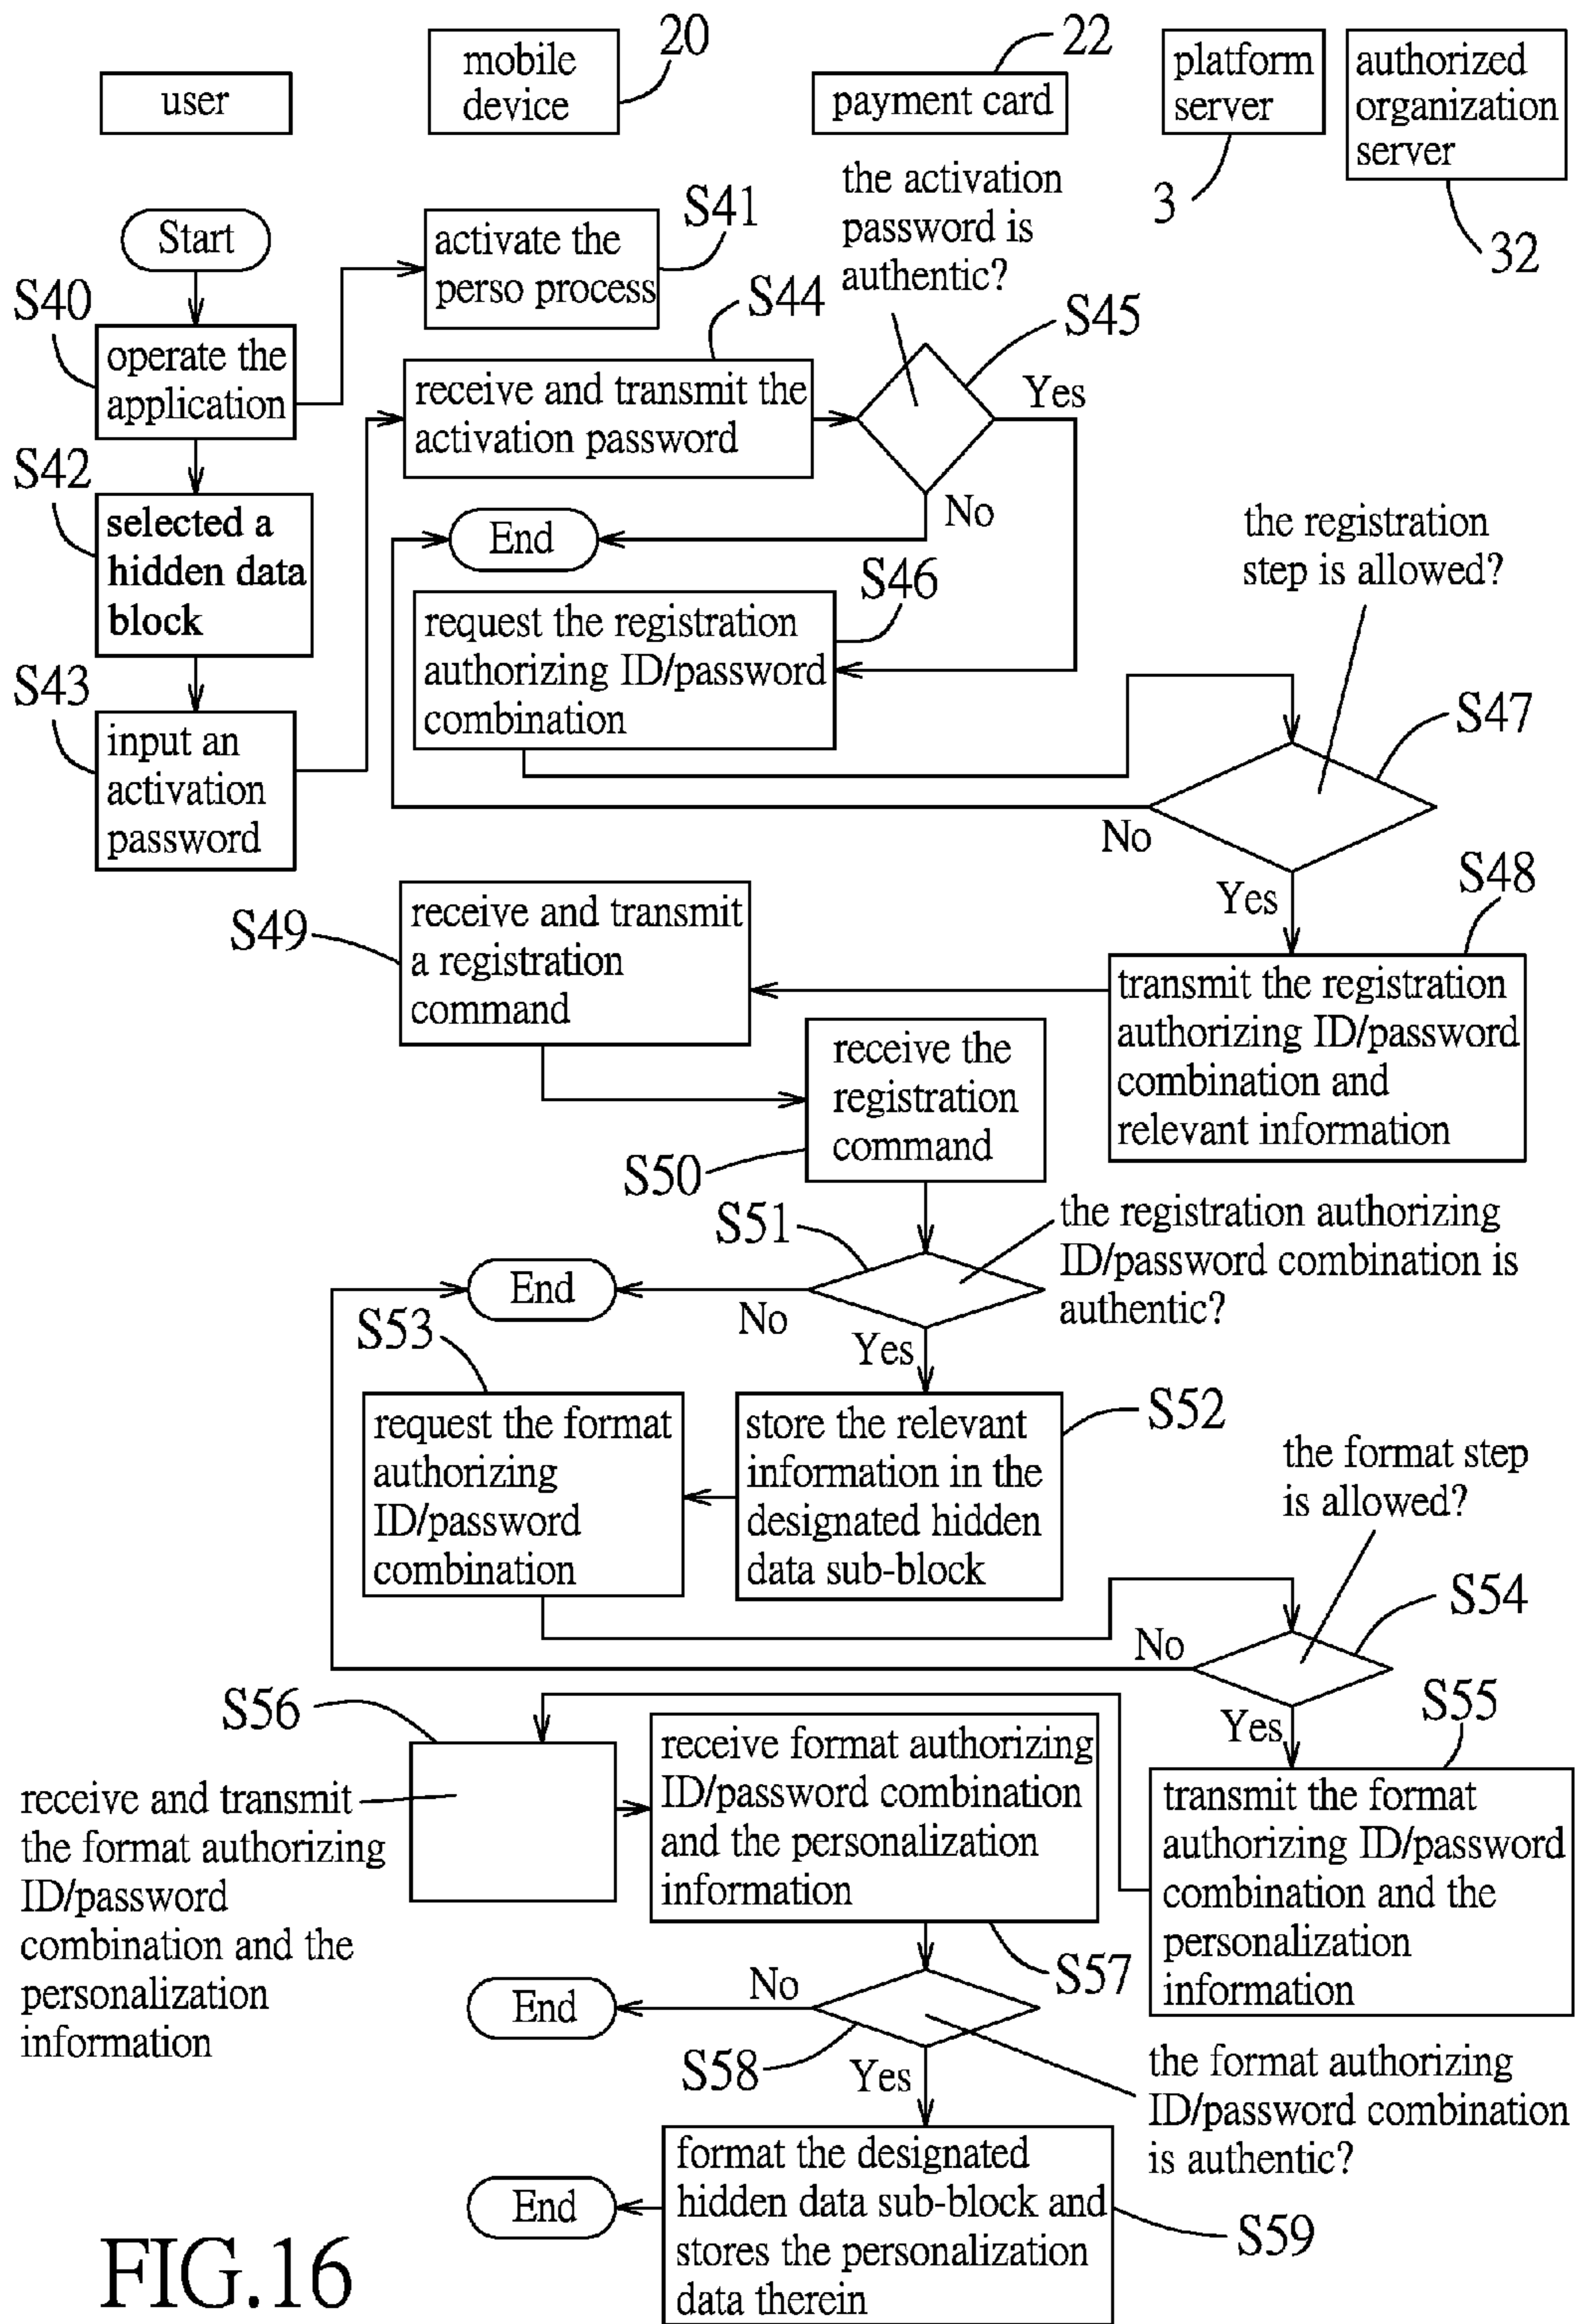 user
mobile
device
20
payment card
22
platform
server
3
authorized
organization
server
32
Start
S40
operate the
application
activate the
perso process
S41
the activation
password is
authentic?
S42
selected a
hidden data
block
S43
input an
activation
password
S44
receive and transmit the
activation password
S45
Yes
No
End
S46
request the registration
authorizing ID/password
combination
the registration
step is allowed?
S47
No
Yes
S48
transmit the registration
authorizing ID/password
combination and
relevant information
S49
receive and transmit
a registration
command
receive the
registration
command
S50
S51
the registration authorizing
ID/password combination is
authentic?
End
No
Yes
S52
store the relevant
information in the
designated hidden
data sub-block
S53
request the format
authorizing
ID/password
combination
the format step
is allowed?
S54
No
Yes
S55
transmit the format
authorizing ID/password
combination and the
personalization
information
S56
receive and transmit
the format authorizing
ID/password
combination and the
personalization
information
receive format authorizing
ID/password combination
and the personalization
information
S57
No
End
S58
Yes
the format authorizing
ID/password combination
is authentic?
format the designated
hidden data sub-block and
stores the personalization
data therein
S59
End
FIG.16